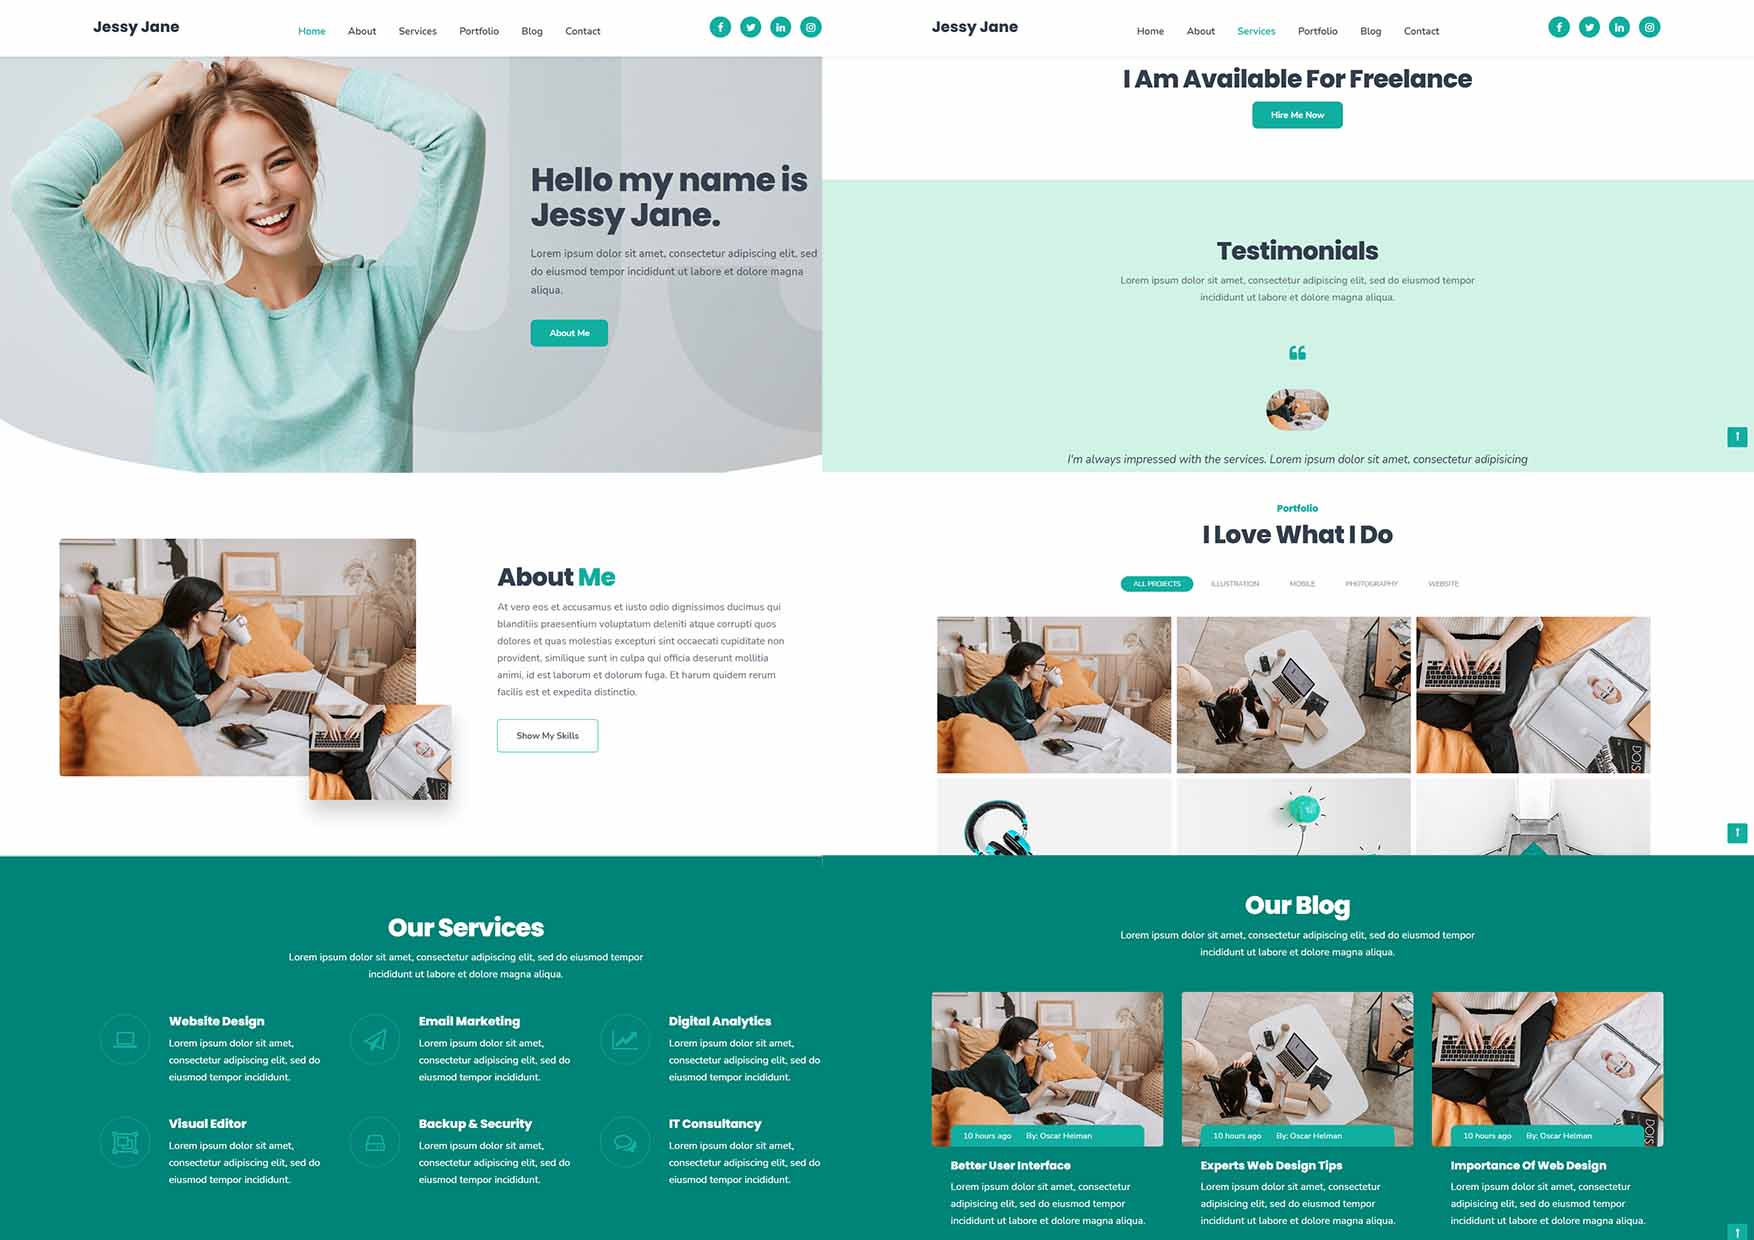 Jessy Jane
Home About Services Portfolio Blog Contact
Hello my name is
Jessy Jane.
Lorem ipsum dolor sit amet, consectetur adipiscing elit, sed
do eiusmod tempor incididunt ut labore et dolore magna
aliqua.
About Me
About Me
At vero eos et accusamus et iusto odio dignissimos ducimus qui
blanditiis praesentium voluptatum deleniti atque corrupti quos
dolores et quas molestias excepturi sint occaecati cupiditate non
provident, similique sunt in culpa qui officia deserunt mollitia
animi, id est laborum et dolorum fuga. Et harum quidem rerum
facilis est et expedita distinctio.
Show My Skills
Our Services
Lorem ipsum dolor sit amet, consectetur adipiscing elit, sed do eiusmod tempor
incididunt ut labore et dolore magna aliqua.
Website Design
Lorem ipsum dolor sit amet,
consectetur adipiscing elit, sed do
eiusmod tempor incididunt.
Email Marketing
Lorem ipsum dolor sit amet,
consectetur adipiscing elit, sed do
eiusmod tempor incididunt.
Digital Analytics
Lorem ipsum dolor sit amet,
consectetur adipiscing elit, sed do
eiusmod tempor incididunt.
Visual Editor
Lorem ipsum dolor sit amet,
consectetur adipiscing elit, sed do
eiusmod tempor incididunt.
Backup & Security
Lorem ipsum dolor sit amet,
consectetur adipiscing elit, sed do
eiusmod tempor incididunt.
IT Consultancy
Lorem ipsum dolor sit amet,
consectetur adipiscing elit, sed do
eiusmod tempor incididunt.
Jessy Jane
Home About Services Portfolio Blog Contact
I Am Available For Freelance
Hire Me Now
Testimonials
Lorem ipsum dolor sit amet, consectetur adipiscing elit, sed do eiusmod tempor
incididunt ut labore et dolore magna aliqua.
I'm always impressed with the services. Lorem ipsum dolor sit amet, consectetur adipisicing
Portfolio
I Love What I Do
ALL PROJECTS ILLUSTRATION MOBILE PHOTOGRAPHY WEBSITE
Our Blog
Lorem ipsum dolor sit amet, consectetur adipiscing elit, sed do eiusmod tempor
incididunt ut labore et dolore magna aliqua.
10 hours ago By: Oscar Helman
Better User Interface
Lorem ipsum dolor sit amet, consectetur
adipisicing elit, sed do eiusmod tempor
incididunt ut labore et dolore magna aliqua.
10 hours ago By: Oscar Helman
Experts Web Design Tips
Lorem ipsum dolor sit amet, consectetur
adipisicing elit, sed do eiusmod tempor
incididunt ut labore et dolore magna aliqua.
10 hours ago By: Oscar Helman
Importance Of Web Design
Lorem ipsum dolor sit amet, consectetur
adipisicing elit, sed do eiusmod tempor
incididunt ut labore et dolore magna aliqua.